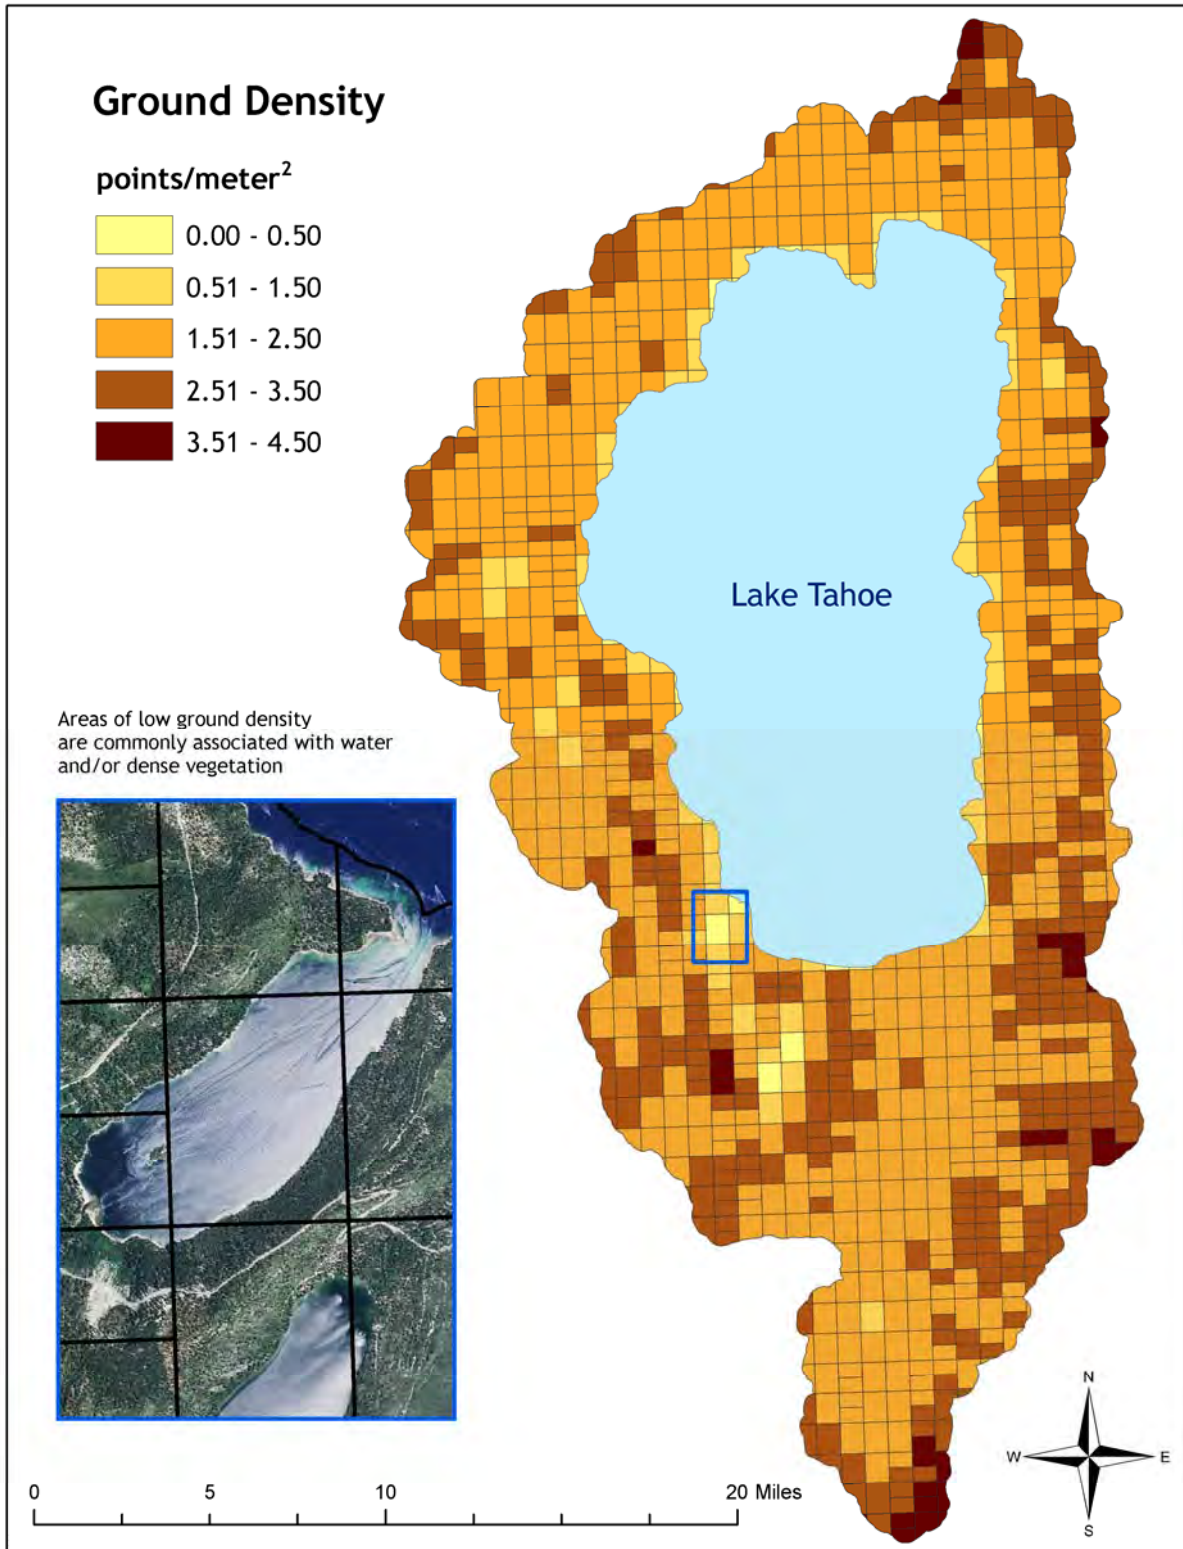 Ground Density
points/meter²
0.00 - 0.50
0.51 - 1.50
1.51 - 2.50
2.51 - 3.50
3.51 - 4.50
Lake Tahoe
Areas of low ground density
are commonly associated with water
and/or dense vegetation
N
W
E
S
0 5 10 20 Miles